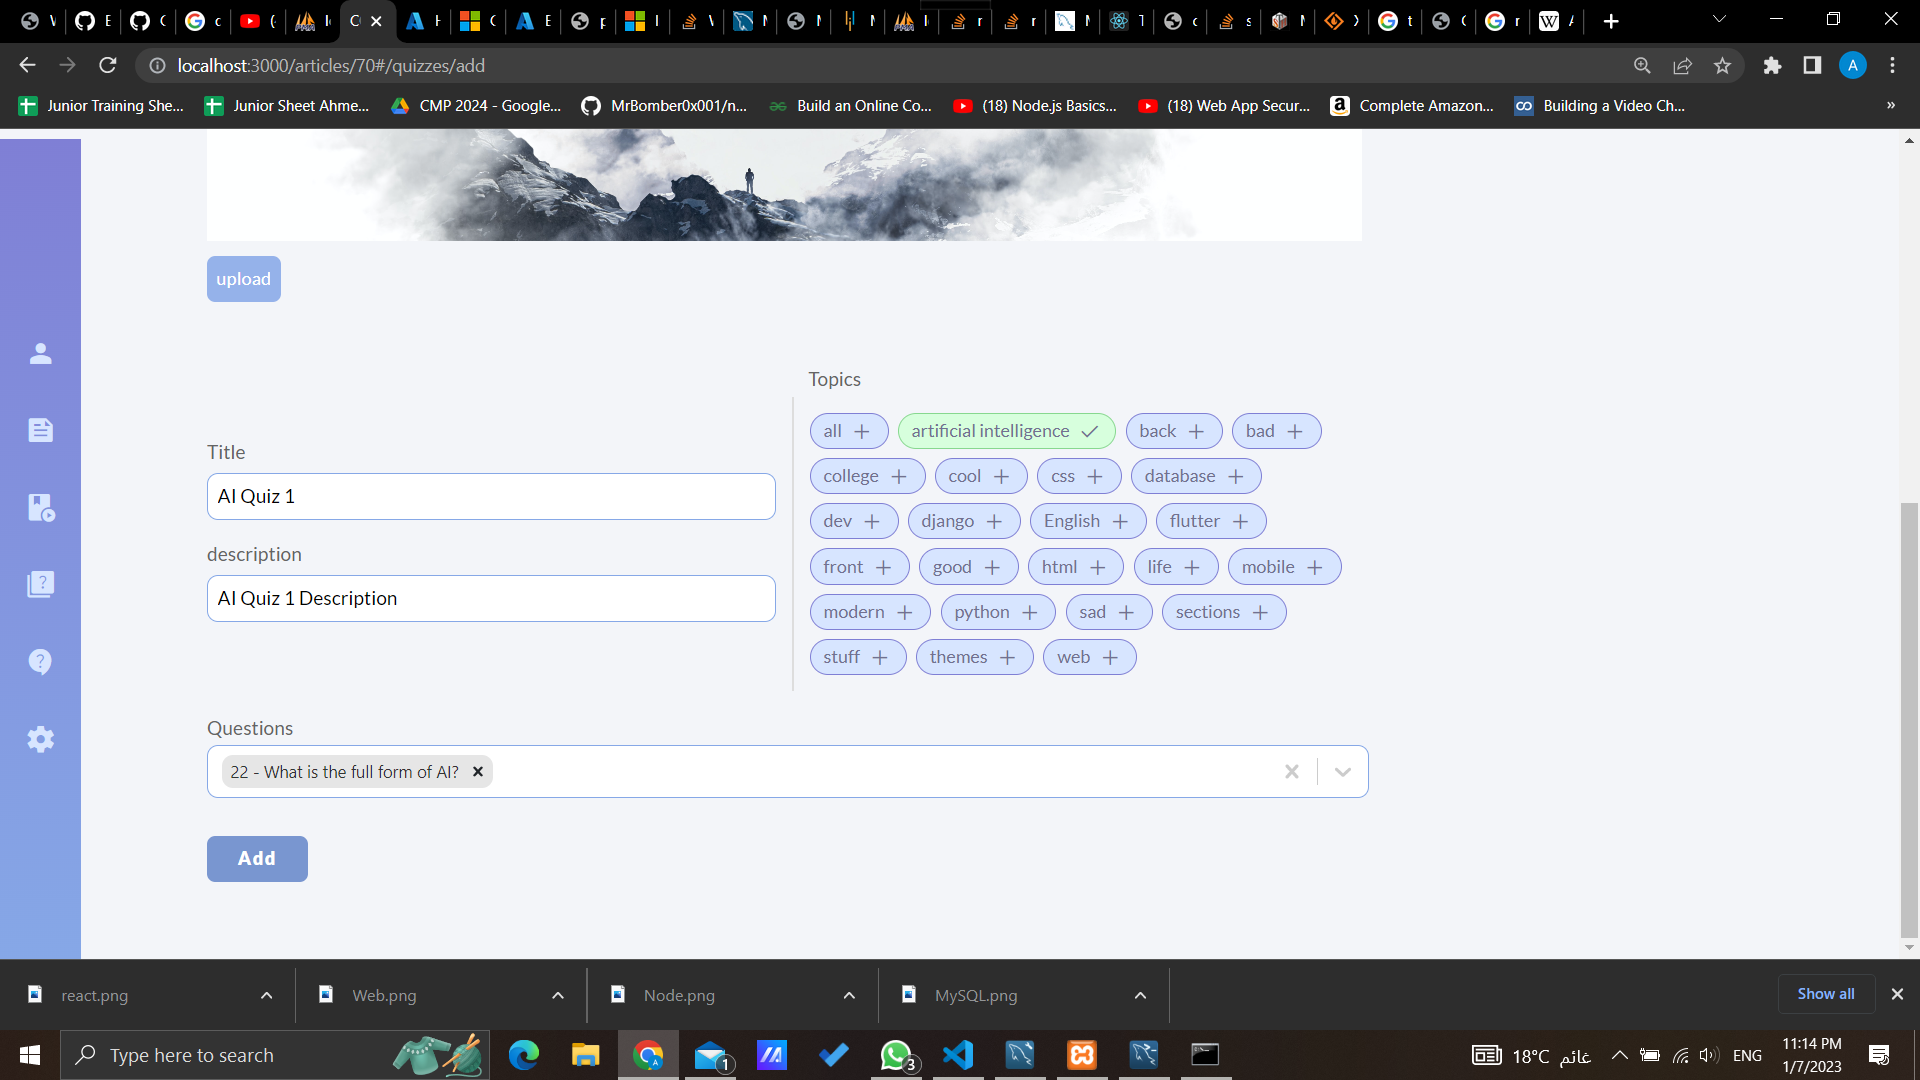 localhost:3000/articles/70#/quizzes/add
A
Junior Training She...
Junior Sheet Ahme...
CMP 2024 - Google...
MrBomber0x001/n...
Build an Online Co...
(18) Node.js Basics...
(18) Web App Secur...
Complete Amazon...
Building a Video Ch...
»
upload
Topics
all +
artificial intelligence
back +
bad +
college +
cool +
css +
database +
dev +
django +
English +
flutter +
front +
good +
html +
life +
mobile +
modern +
python +
sad +
sections +
stuff +
themes +
web +
Title
AI Quiz 1
description
AI Quiz 1 Description
Questions
22 - What is the full form of AI?
Add
react.png
Web.png
Node.png
MySQL.png
Show all
Type here to search
1
3
18°C غائم
ENG
11:14 PM
1/7/2023